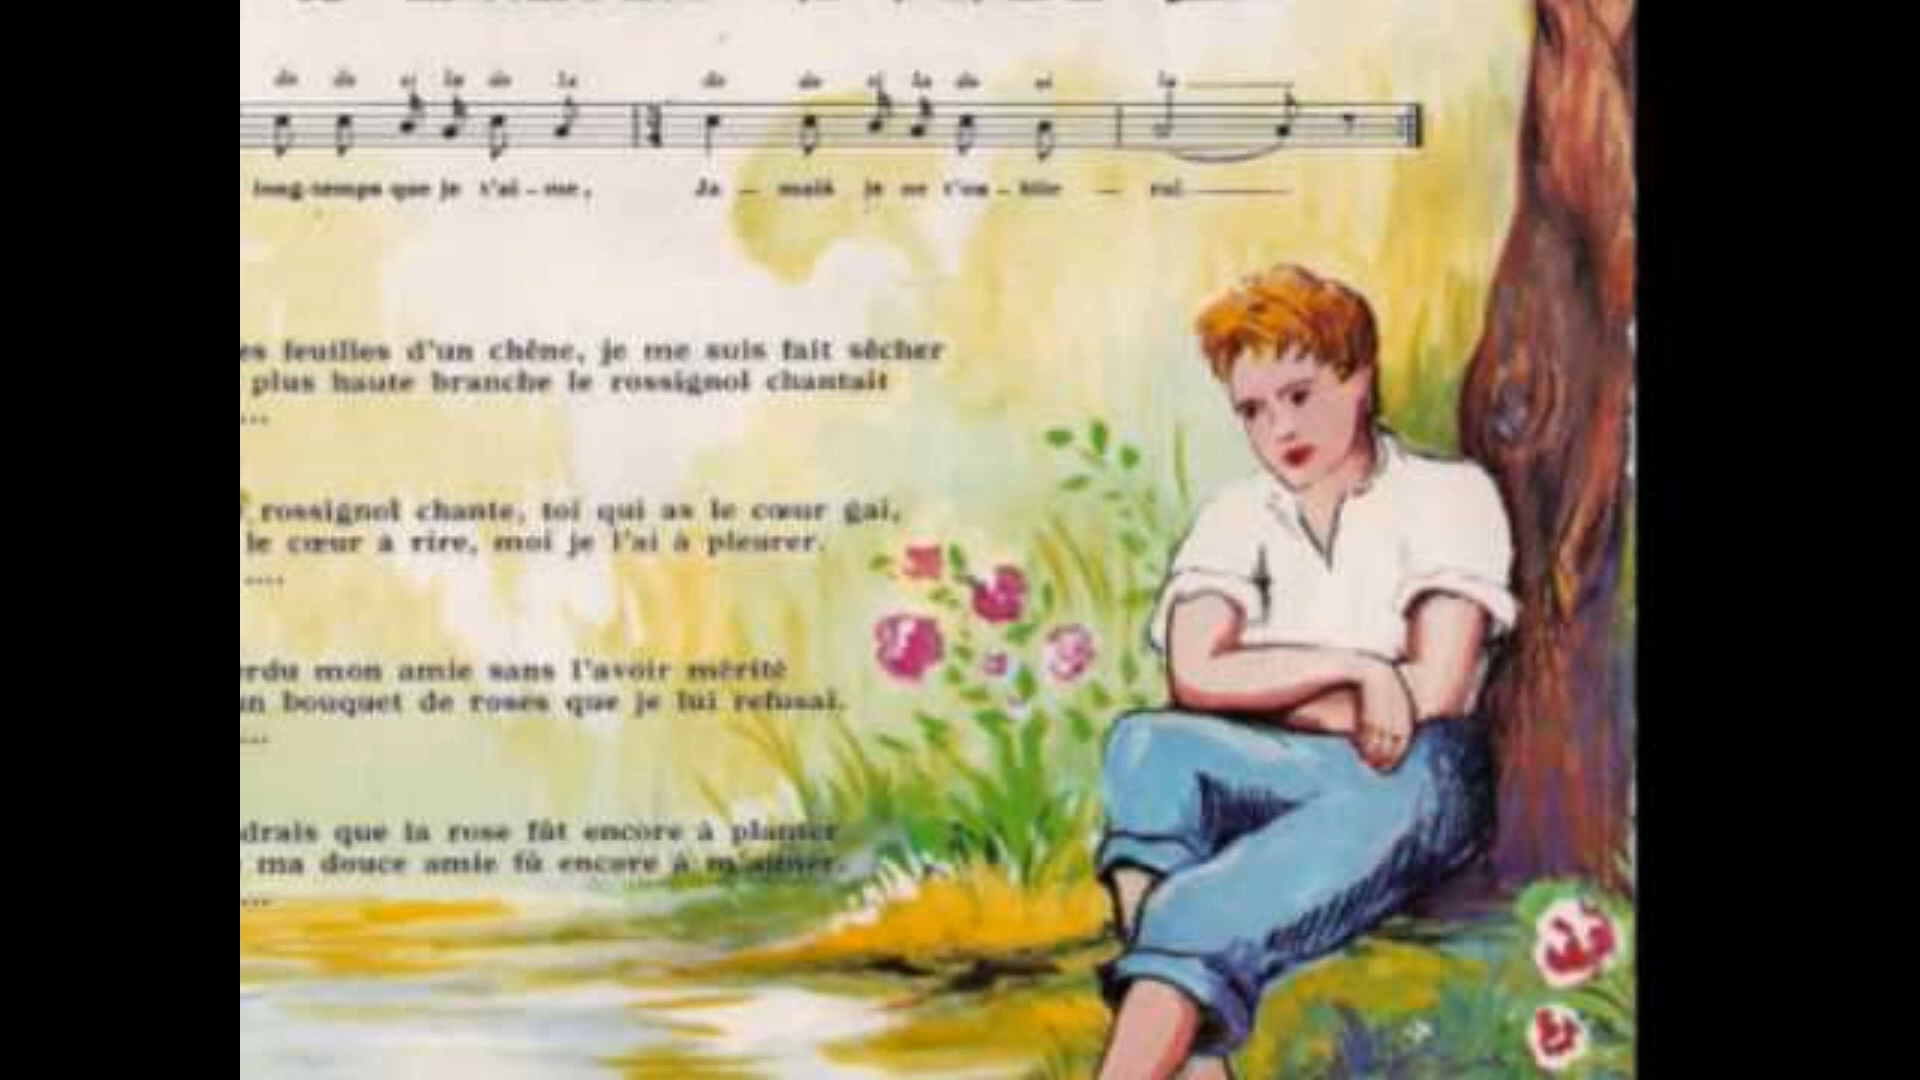 do do si la do la do do si la do si la
long-temps que je t'ai - me, Ja - mais je ne t'ou - blie - rai
es feuilles d'un chêne, je me suis fait sécher
plus haute branche le rossignol chantait
....
rossignol chante, toi qui as le cœur gai,
le cœur à rire, moi je l'ai à pleurer.
....
erdu mon amie sans l'avoir mérité
un bouquet de roses que je lui refusai.
....
drais que la rose fût encore à planter
ma douce amie fû encore à m'aimer.
....